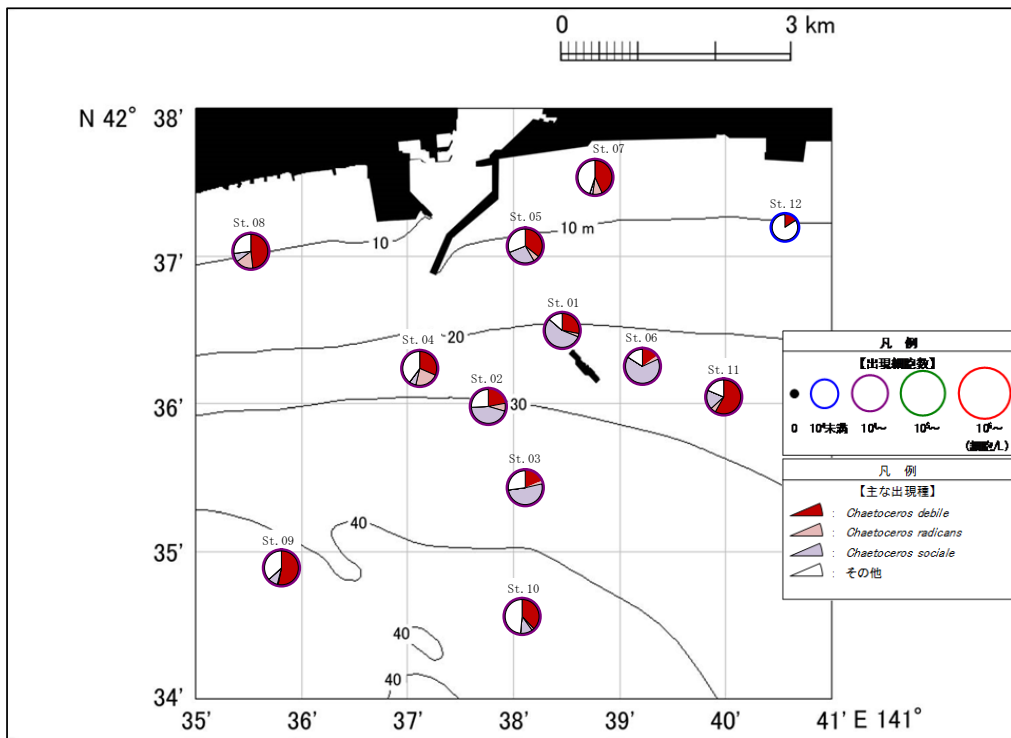 0 3 km
N 42° 38'
St.07
St.12
St.08
St.05
10 m
10
37'
St.01
St.04
20
St.06
St.11
凡 例
【出現細胞数】
0 10⁴未満 10⁴～ 10⁵～ 10⁶～
(細胞/L)
St.02
36'
30
St.03
凡 例
【主な出現種】
: Chaetoceros debile
: Chaetoceros radicans
: Chaetoceros sociale
: その他
40
35'
St.09
St.10
40
40
34'
35' 36' 37' 38' 39' 40' 41' E 141°